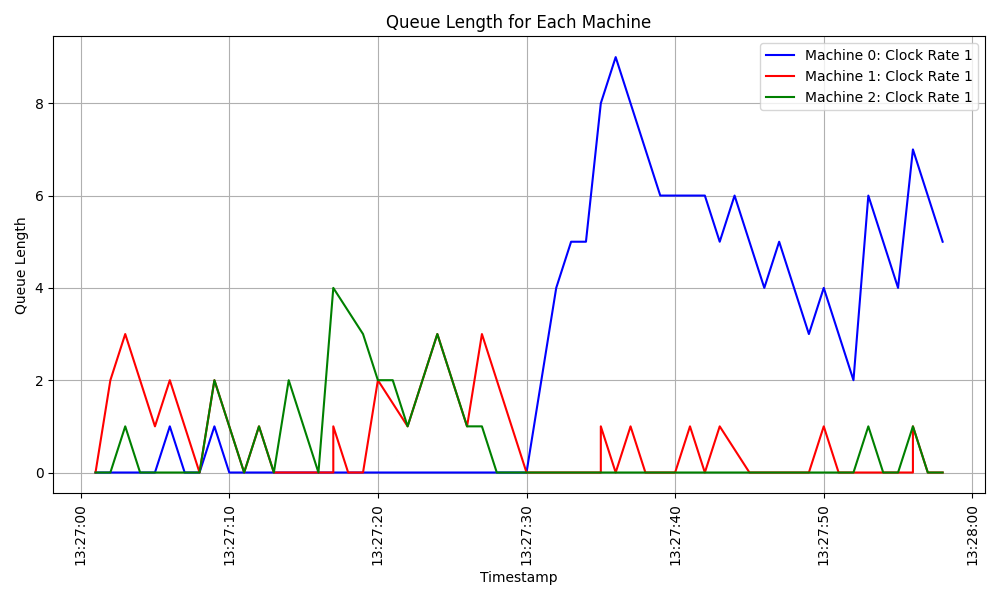 Queue Length for Each Machine
Machine 0: Clock Rate 1
Machine 1: Clock Rate 1
Machine 2: Clock Rate 1
Queue Length
8
6
4
2
0
13:27:00
13:27:10
13:27:20
13:27:30
13:27:40
13:27:50
13:28:00
Timestamp